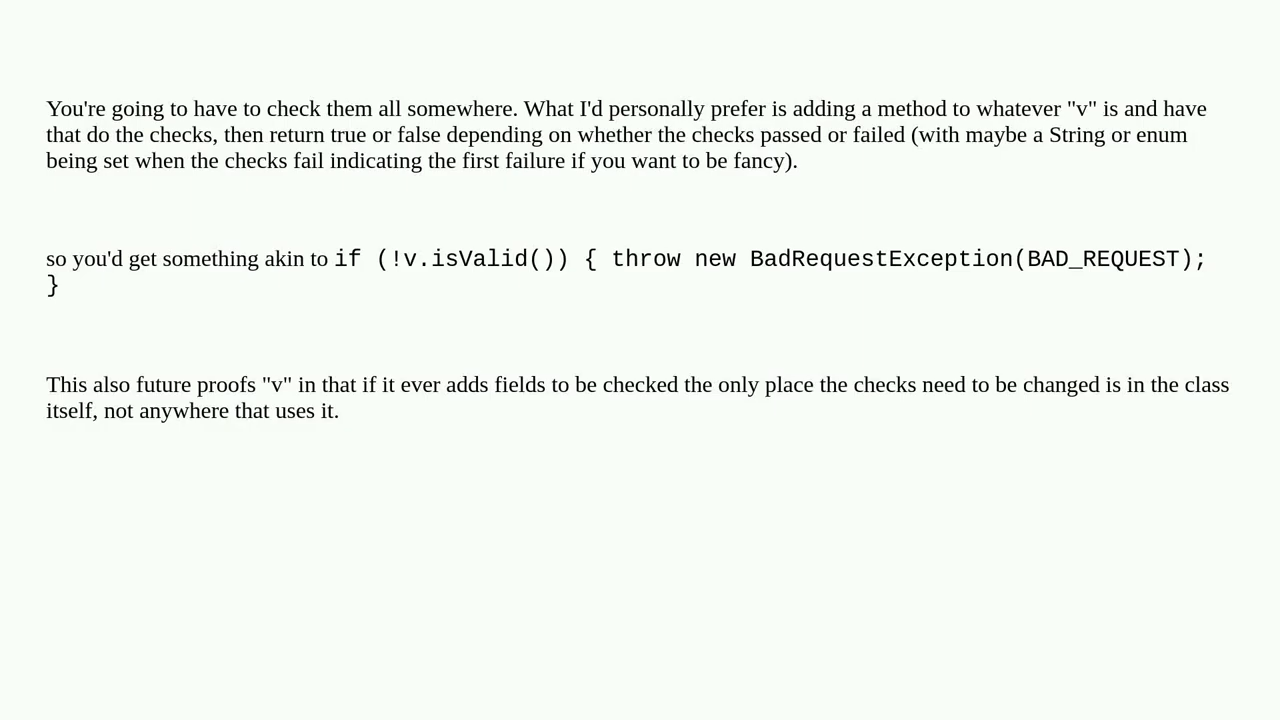 You're going to have to check them all somewhere. What I'd personally prefer is adding a method to whatever "v" is and have
that do the checks, then return true or false depending on whether the checks passed or failed (with maybe a String or enum
being set when the checks fail indicating the first failure if you want to be fancy).
so you'd get something akin to if (!v.isValid()) { throw new BadRequestException(BAD_REQUEST);
}
This also future proofs "v" in that if it ever adds fields to be checked the only place the checks need to be changed is in the class
itself, not anywhere that uses it.